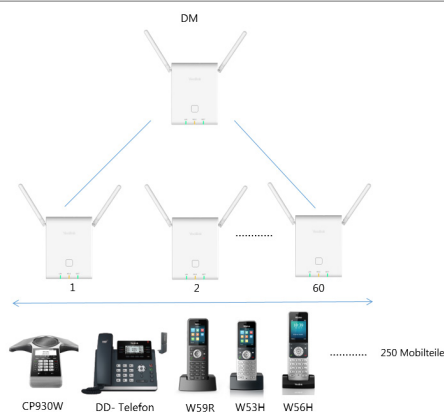 DM
............
1
2
60
............
250 Mobilteile
CP930W
DD- Telefon
W59R
W53H
W56H